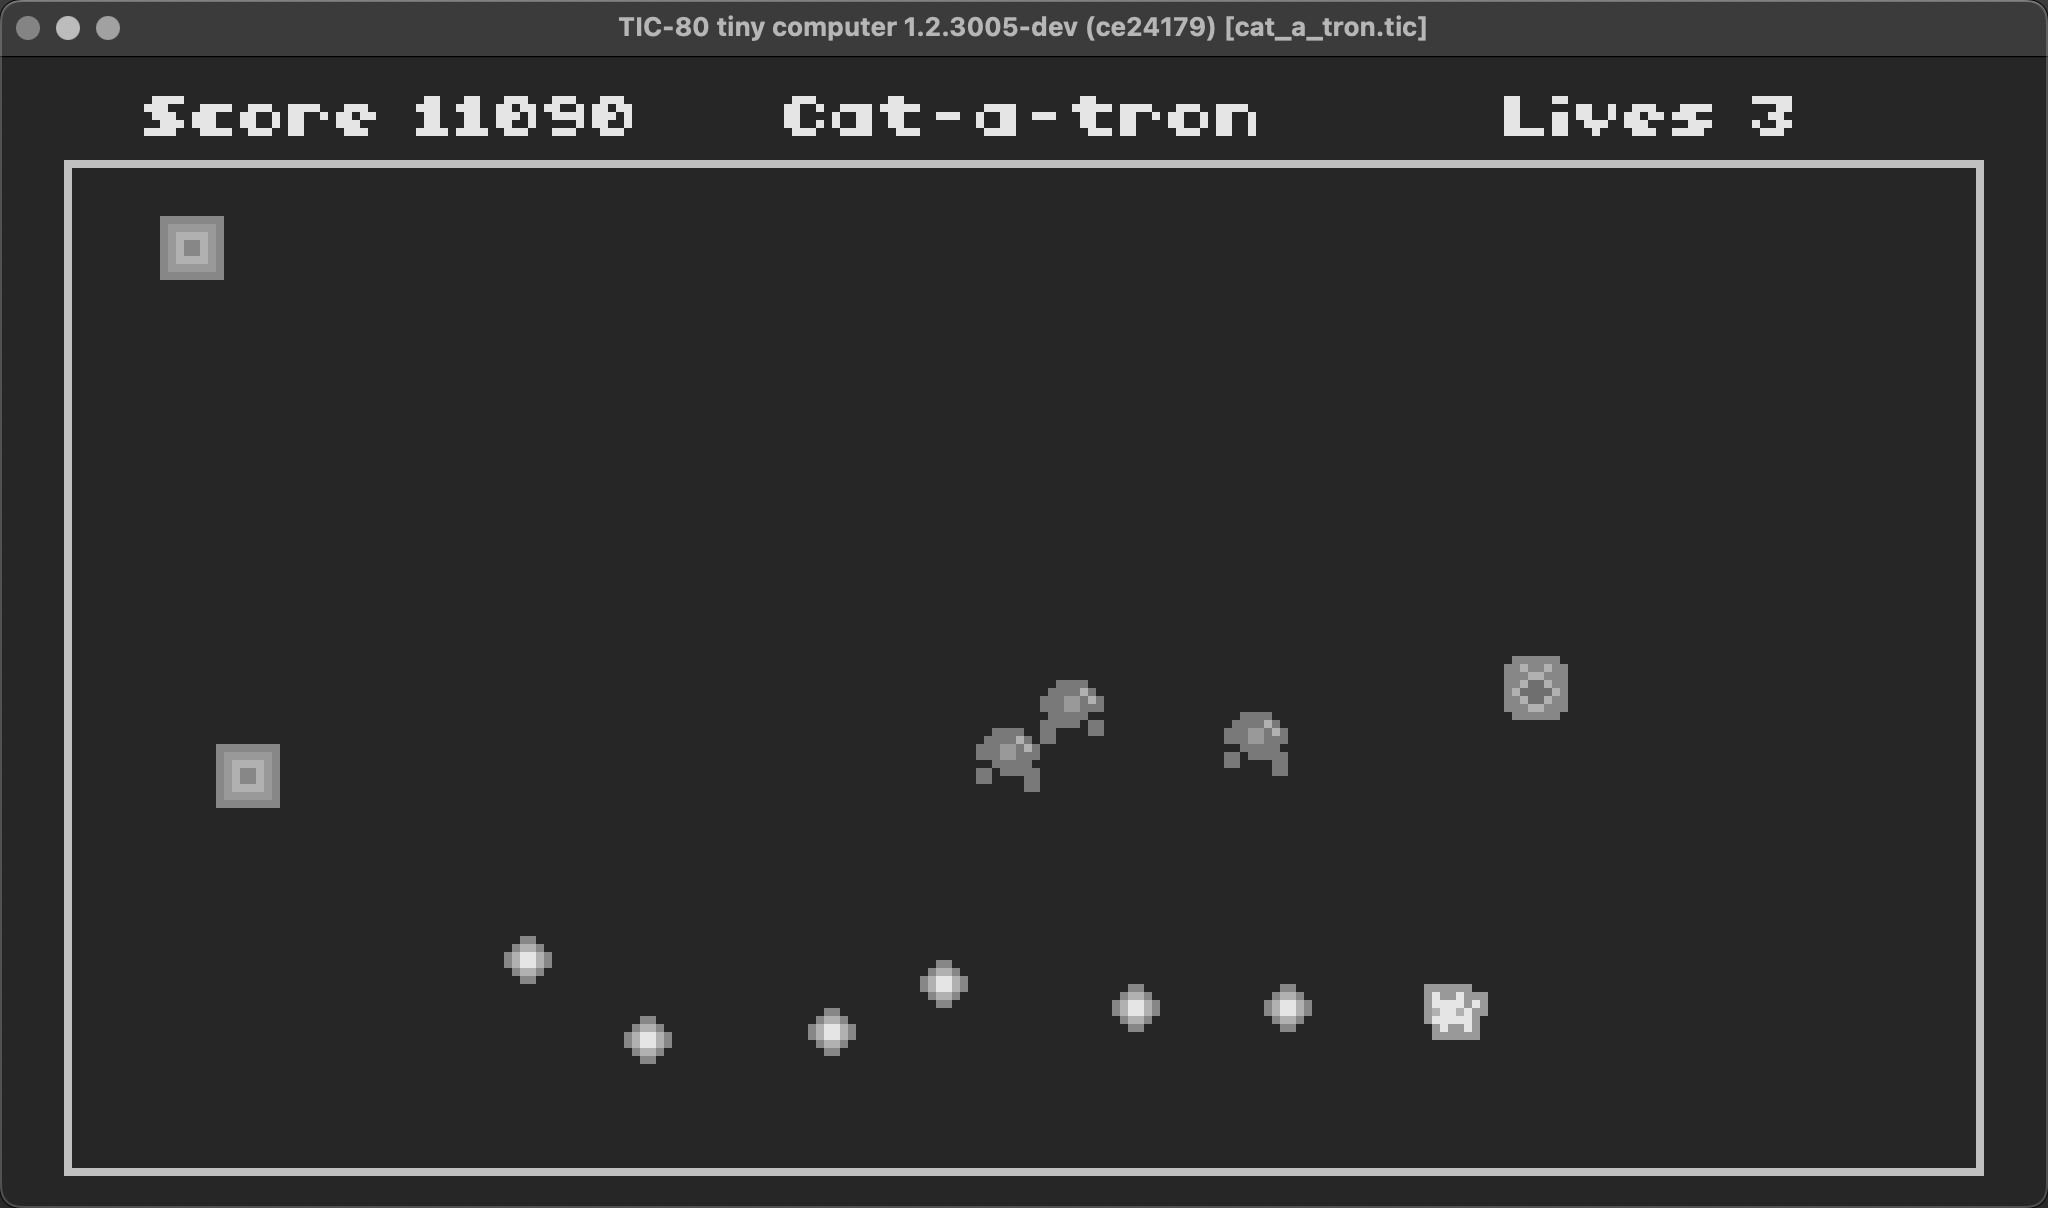 TIC-80 tiny computer 1.2.3005-dev (ce24179) [cat_a_tron.tic]
Score 11090 Cat-a-tron Lives 3